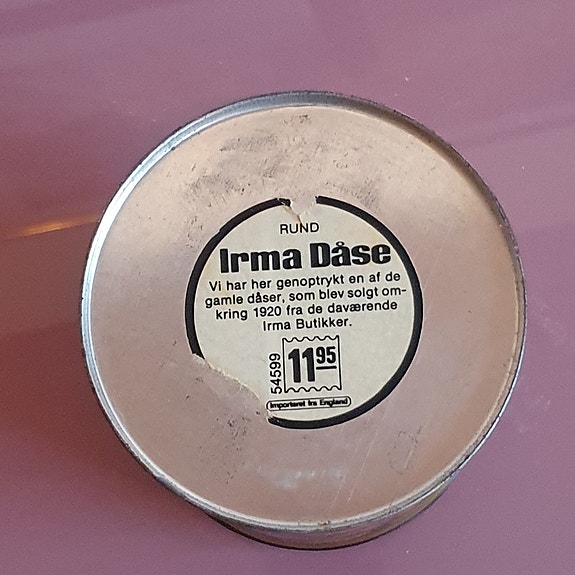 RUND
Irma Dåse
Vi har her genoptrykt en af de
gamle dåser, som blev solgt om-
kring 1920 fra de daværende
Irma Butikker.
54599
11.95
Importeret fra England